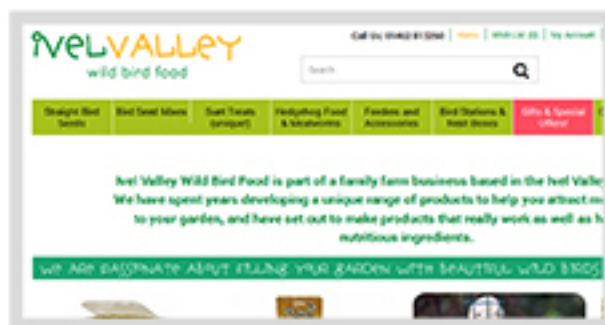 iVELVALLEY
wild bird food
Call Us: 01462 813260 | Home | Wish List (0) | My Account
Search
Straight Bird Seeds
Bird Seed Mixes
Suet Treats (unique!)
Hedgehog Food & Mealworms
Feeders and Accessories
Bird Stations & Nest Boxes
Gifts & Special Offers!
Ivel Valley Wild Bird Food is part of a family farm business based in the Ivel Valle
We have spent years developing a unique range of products to help you attract m
to your garden, and have set out to make products that really work as well as h
nutritious ingredients.
WE ARE PASSIONATE ABOUT FILLING YOUR GARDEN WITH BEAUTIFUL WILD BIRDS